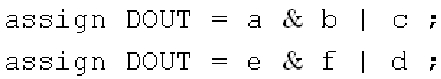 assign DOUT = a & b | c ;
assign DOUT = e & f | d ;